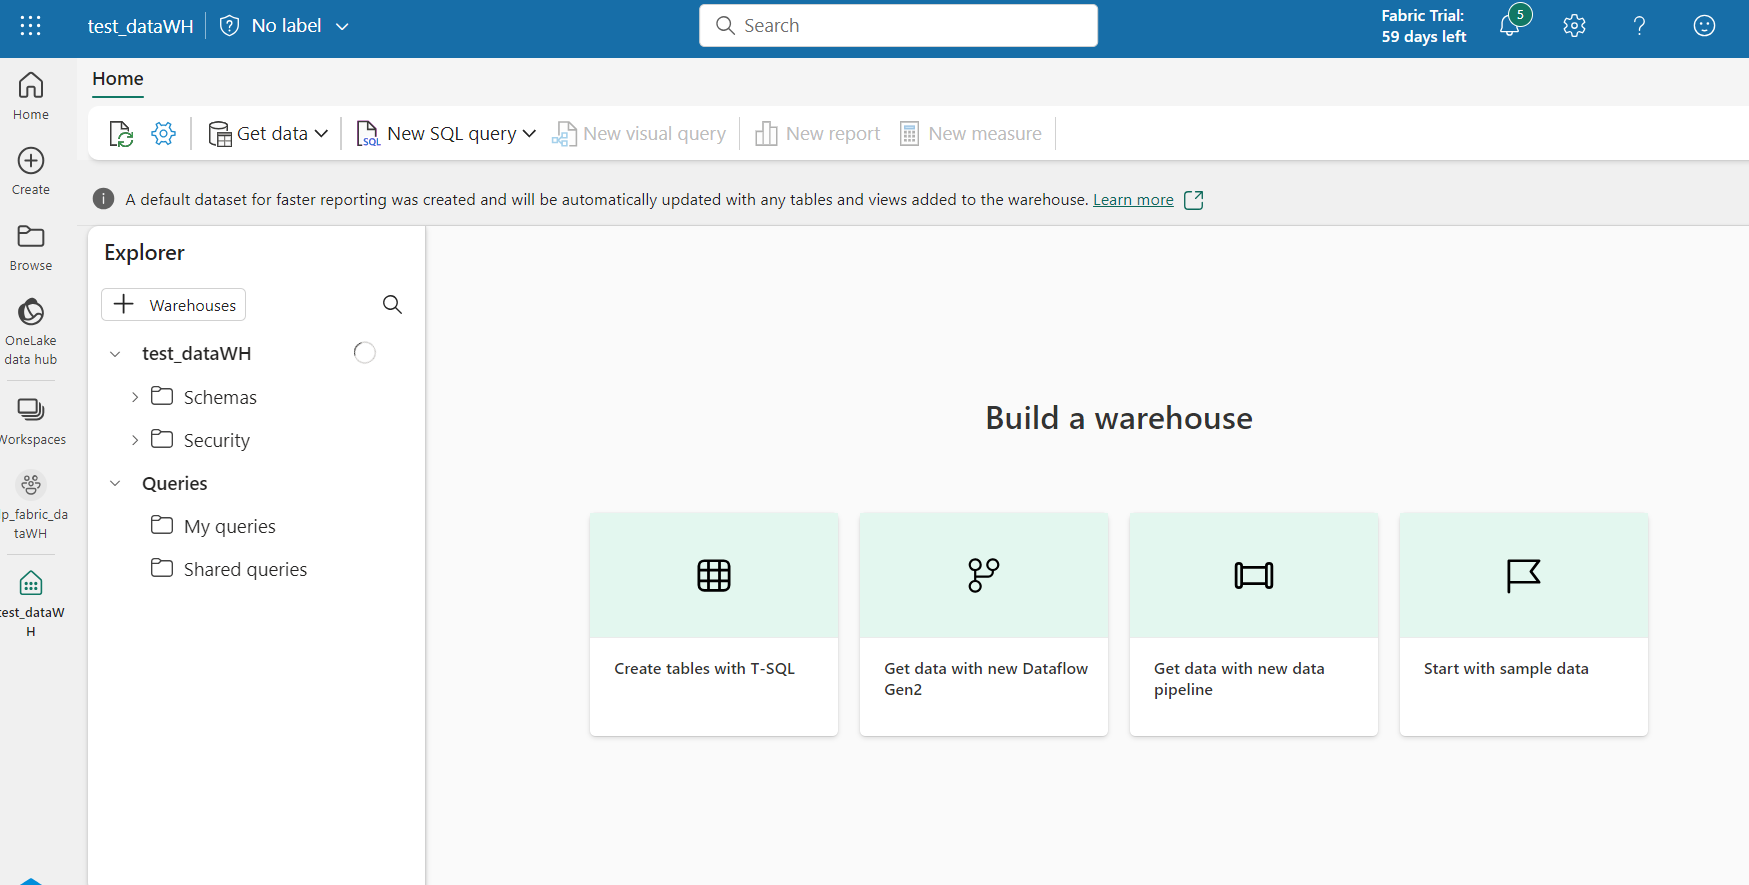 test_dataWH
No label
Search
Fabric Trial:
59 days left
5
Home
Home
Create
Browse
OneLake
data hub
Workspaces
p_fabric_da
taWH
test_dataW
H
Get data
New SQL query
New visual query
New report
New measure
A default dataset for faster reporting was created and will be automatically updated with any tables and views added to the warehouse. Learn more
Explorer
Warehouses
test_dataWH
Schemas
Security
Queries
My queries
Shared queries
Build a warehouse
Create tables with T-SQL
Get data with new Dataflow
Gen2
Get data with new data
pipeline
Start with sample data